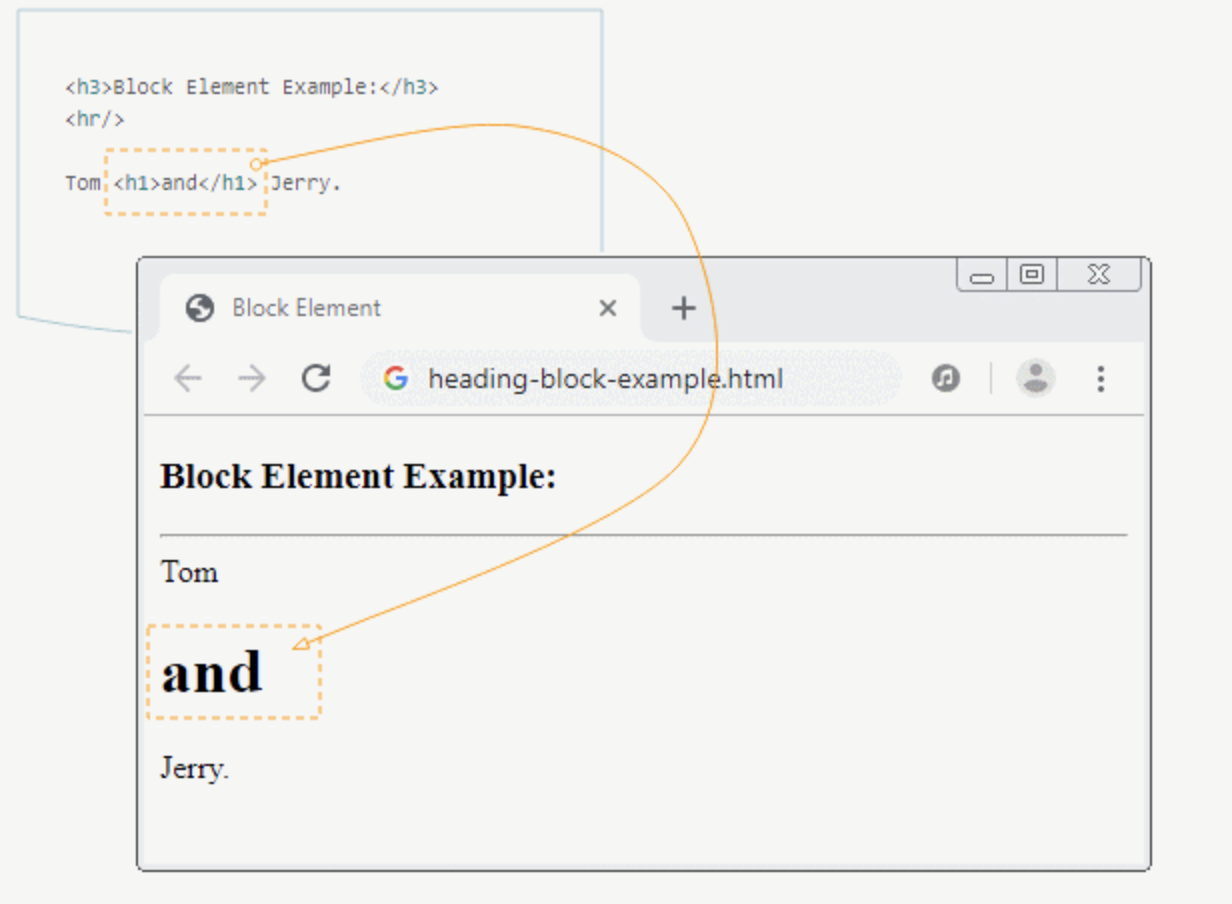 <h3>Block Element Example:</h3>
<hr/>
Tom <h1>and</h1> Jerry.
Block Element
heading-block-example.html
Block Element Example:
Tom
and
Jerry.